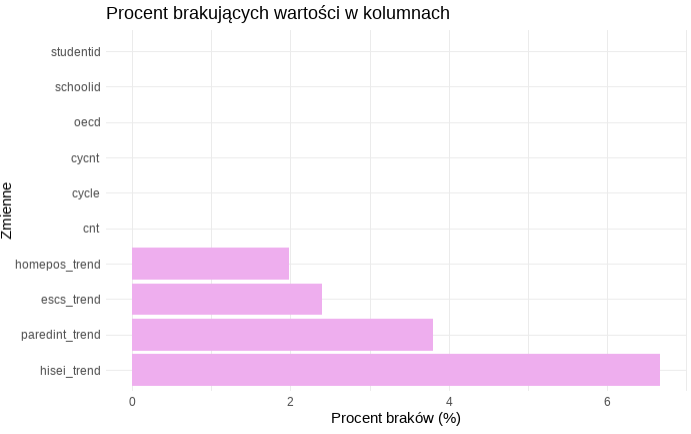 Procent brakujących wartości w kolumnach
studentid
schoolid
oecd
cycnt
cycle
cnt
homepos_trend
escs_trend
paredint_trend
hisei_trend
Zmienne
0 2 4 6
Procent braków (%)